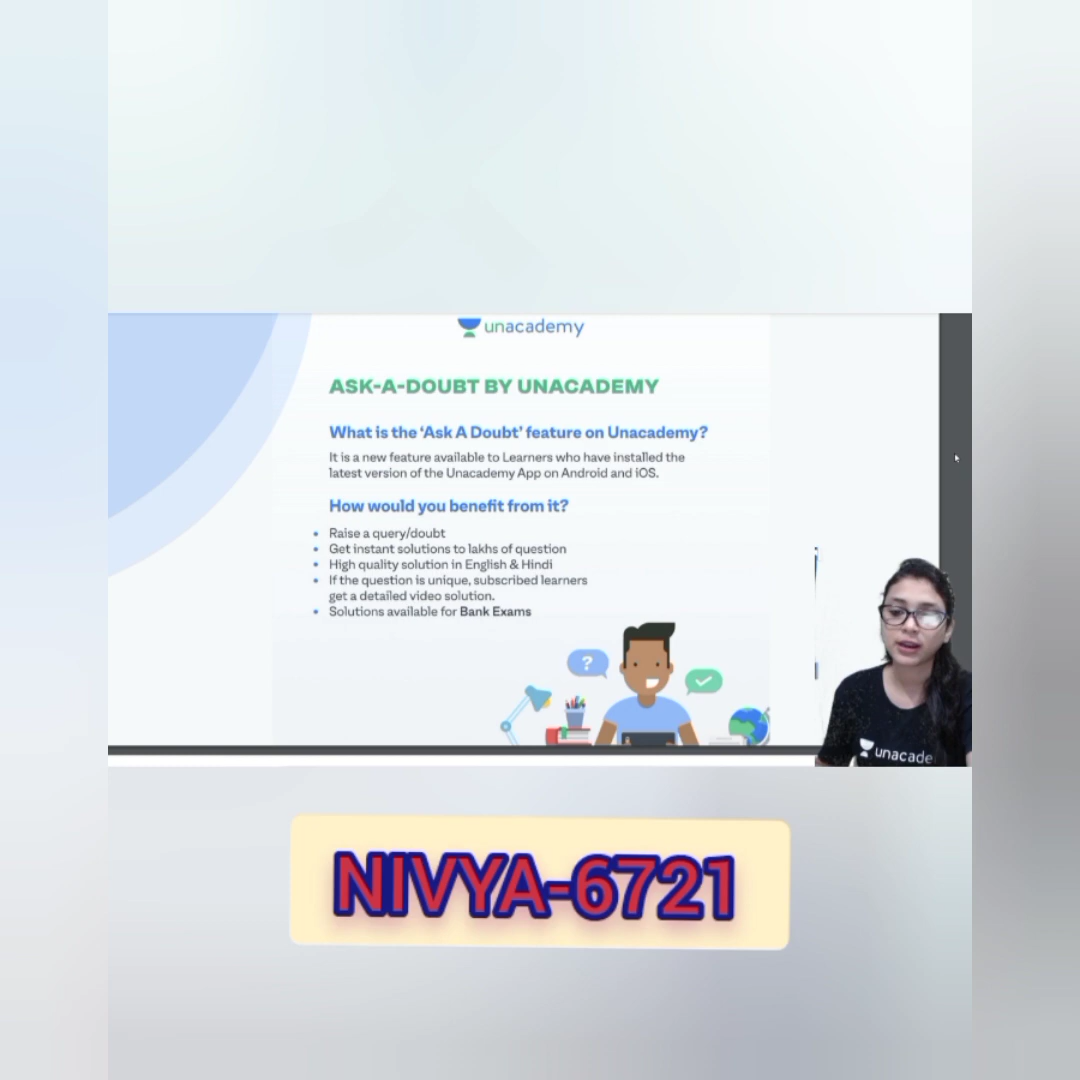 unacademy
ASK-A-DOUBT BY UNACADEMY
What is the ‘Ask A Doubt’ feature on Unacademy?
It is a new feature available to Learners who have installed the
latest version of the Unacademy App on Android and iOS.
How would you benefit from it?
• Raise a query/doubt
• Get instant solutions to lakhs of question
• High quality solution in English & Hindi
• If the question is unique, subscribed learners
get a detailed video solution.
• Solutions available for Bank Exams
?
unacade
NIVYA-6721